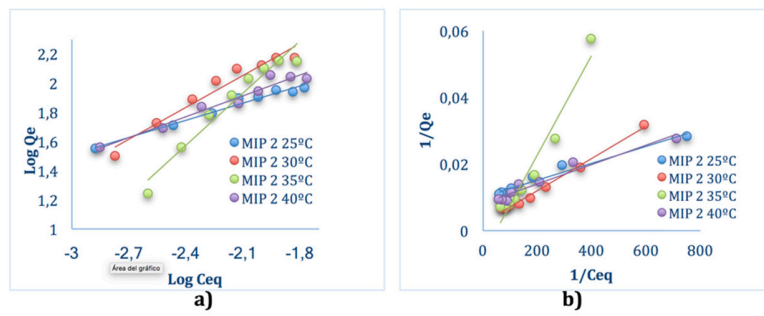 2,2
2
1,8
1,6
1,4
1,2
1
Log Qe
MIP 2 25ºC
MIP 2 30ºC
MIP 2 35ºC
MIP 2 40ºC
-3
-2,7
-2,4
-2,1
-1,8
Área del gráfico
Log Ceq
a)
0,06
0,04
0,02
0
1/Qe
MIP 2 25ºC
MIP 2 30ºC
MIP 2 35ºC
MIP 2 40ºC
0
200
400
600
800
1/Ceq
b)